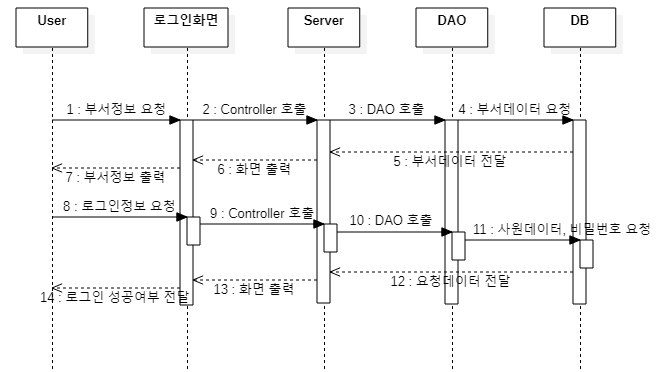 User
로그인화면
Server
DAO
DB
1 : 부서정보 요청
2 : Controller 호출
3 : DAO 호출
4 : 부서데이터 요청
5 : 부서데이터 전달
6 : 화면 출력
7 : 부서정보 출력
8 : 로그인정보 요청
9 : Controller 호출
10 : DAO 호출
11 : 사원데이터, 비밀번호 요청
12 : 요청데이터 전달
13 : 화면 출력
14 : 로그인 성공여부 전달